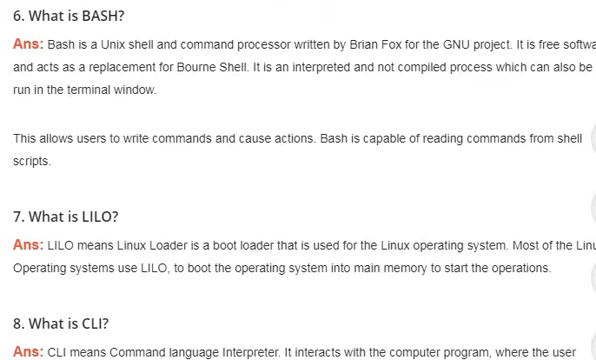 6. What is BASH?
Ans: Bash is a Unix shell and command processor written by Brian Fox for the GNU project. It is free
and acts as a replacement for Bourne Shell. It is an interpreted and not compiled process which can also be
run in the terminal window.
This allows users to write commands and cause actions. Bash is capable of reading commands from shell
scripts.
7. What is LILO?
Ans: LILO means Linux Loader is a boot loader that is used for the Linux operating system. Most of the
Operating systems use LILO, to boot the operating system into main memory to start the operations.
8. What is CLI?
Ans: CLI means Command language Interpreter. It interacts with the computer program, where the user